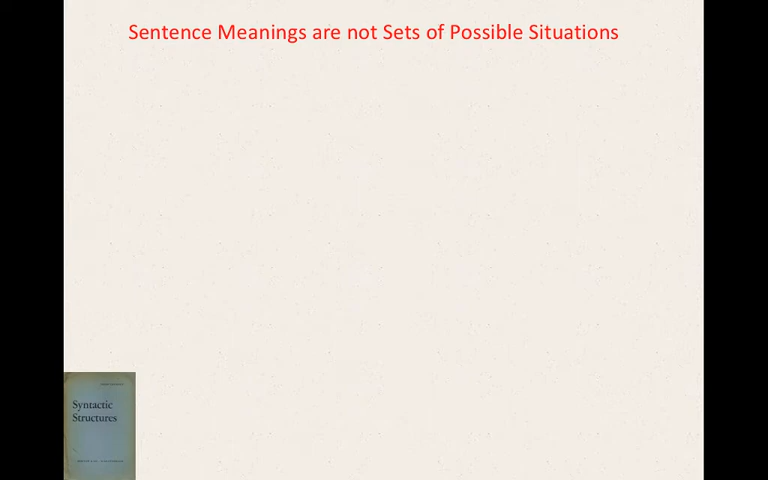 Sentence Meanings are not Sets of Possible Situations
Syntactic
Structures